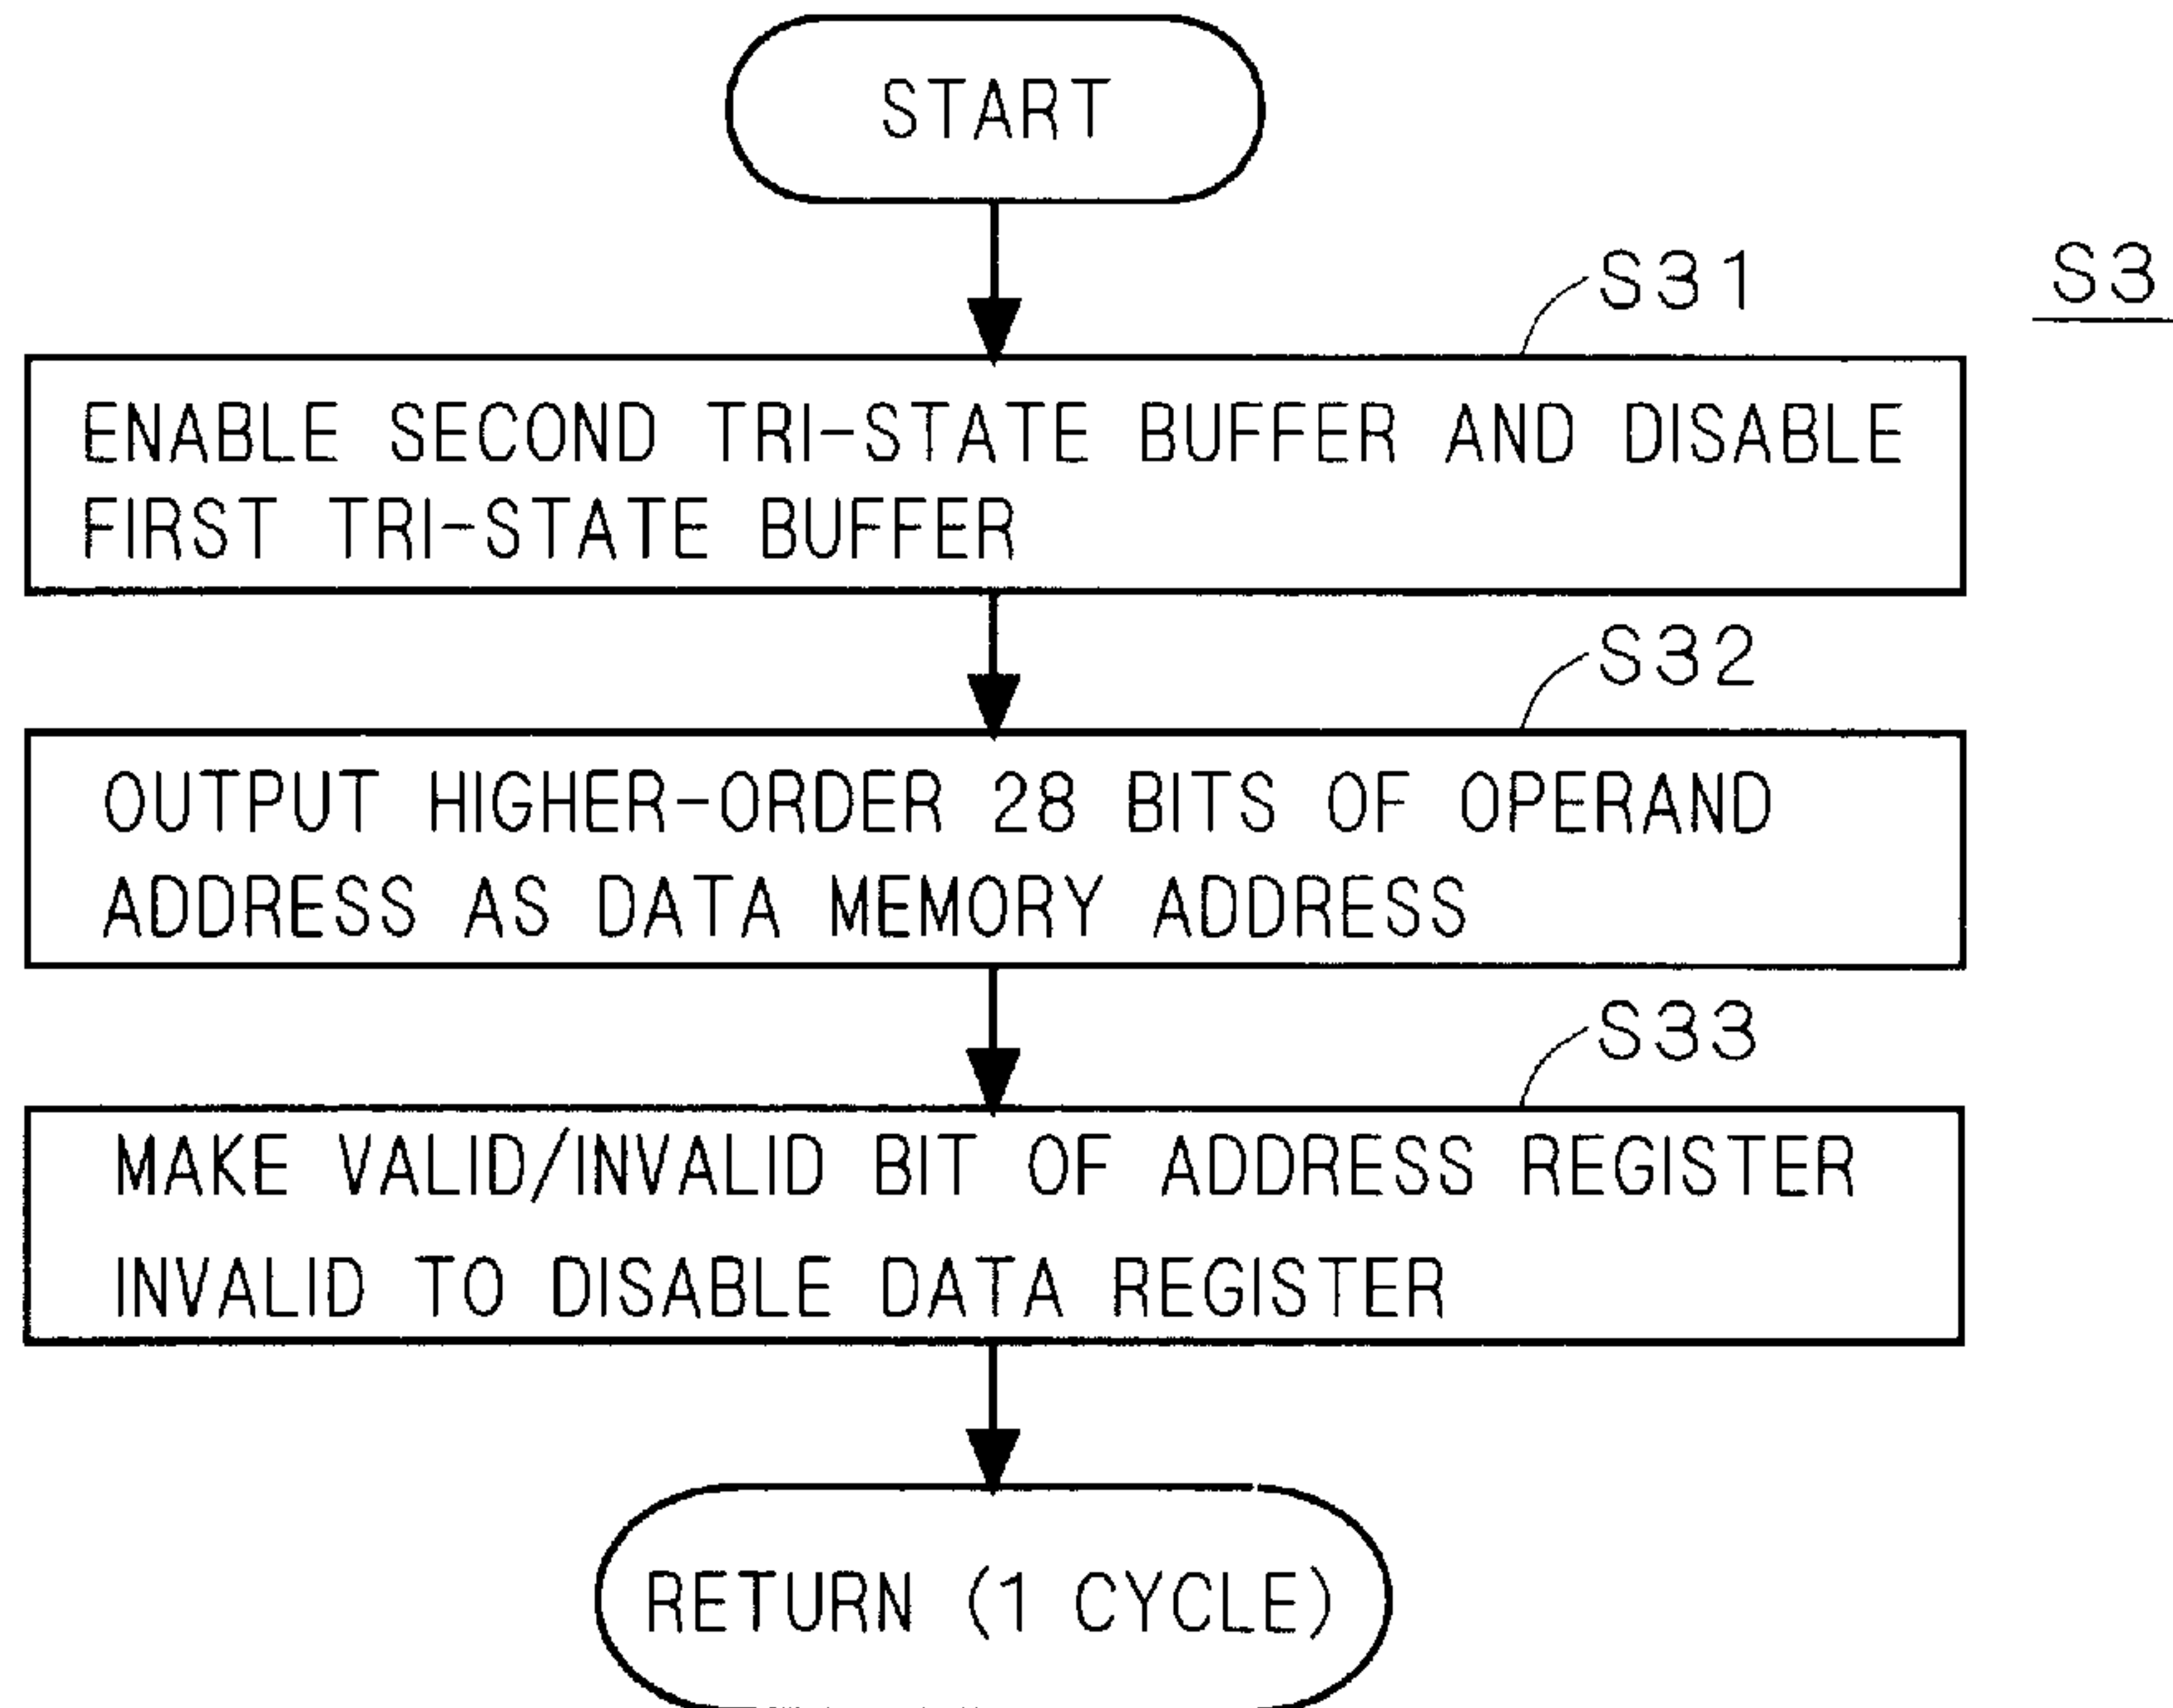 START
S31
S3
ENABLE SECOND TRI-STATE BUFFER AND DISABLE
FIRST TRI-STATE BUFFER
S32
OUTPUT HIGHER-ORDER 28 BITS OF OPERAND
ADDRESS AS DATA MEMORY ADDRESS
S33
MAKE VALID/INVALID BIT OF ADDRESS REGISTER
INVALID TO DISABLE DATA REGISTER
RETURN (1 CYCLE)